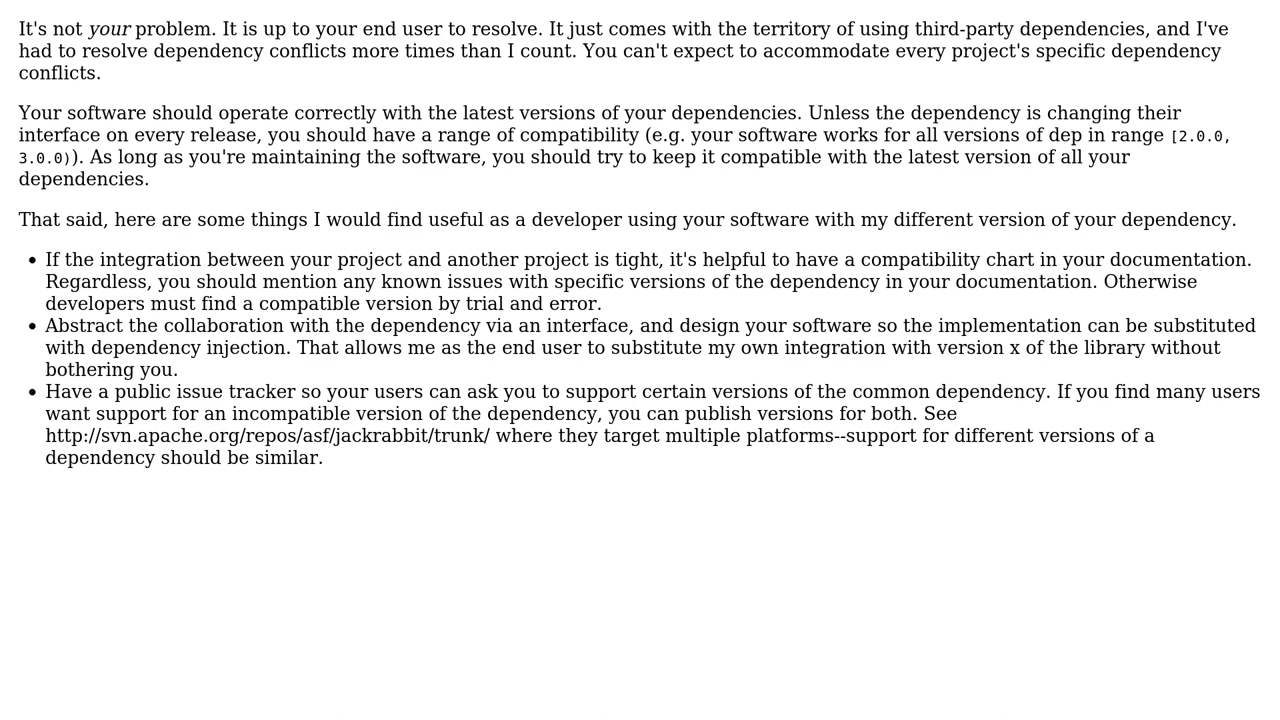 It's not your problem. It is up to your end user to resolve. It just comes with the territory of using third-party dependencies, and I've
had to resolve dependency conflicts more times than I count. You can't expect to accommodate every project's specific dependency
conflicts.
Your software should operate correctly with the latest versions of your dependencies. Unless the dependency is changing their
interface on every release, you should have a range of compatibility (e.g. your software works for all versions of dep in range [2.0.0,
3.0.0)). As long as you're maintaining the software, you should try to keep it compatible with the latest version of all your
dependencies.
That said, here are some things I would find useful as a developer using your software with my different version of your dependency.
• If the integration between your project and another project is tight, it's helpful to have a compatibility chart in your documentation.
Regardless, you should mention any known issues with specific versions of the dependency in your documentation. Otherwise
developers must find a compatible version by trial and error.
• Abstract the collaboration with the dependency via an interface, and design your software so the implementation can be substituted
with dependency injection. That allows me as the end user to substitute my own integration with version x of the library without
bothering you.
• Have a public issue tracker so your users can ask you to support certain versions of the common dependency. If you find many users
want support for an incompatible version of the dependency, you can publish versions for both. See
http://svn.apache.org/repos/asf/jackrabbit/trunk/ where they target multiple platforms--support for different versions of a
dependency should be similar.